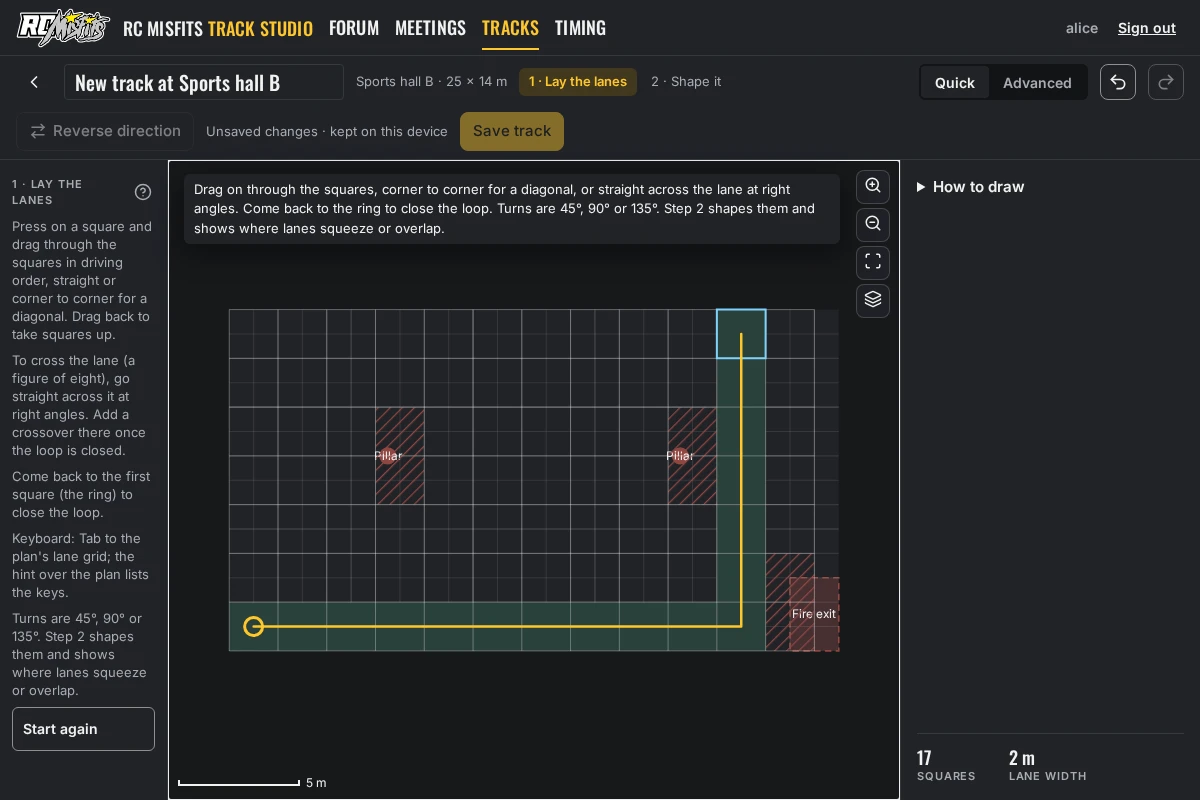 RC Misfits
RC MISFITS TRACK STUDIO FORUM MEETINGS TRACKS TIMING
alice Sign out
New track at Sports hall B
Sports hall B · 25 × 14 m
1 · Lay the lanes
2 · Shape it
Quick Advanced
Reverse direction
Unsaved changes · kept on this device
Save track
1 · LAY THE
LANES
Press on a square and
drag through the
squares in driving
order, straight or
corner to corner for a
diagonal. Drag back to
take squares up.
To cross the lane (a
figure of eight), go
straight across it at
right angles. Add a
crossover there once
the loop is closed.
Come back to the first
square (the ring) to
close the loop.
Keyboard: Tab to the
plan's lane grid; the
hint over the plan lists
the keys.
Turns are 45°, 90° or
135°. Step 2 shapes
them and shows
where lanes squeeze
or overlap.
Start again
Drag on through the squares, corner to corner for a diagonal, or straight across the lane at right
angles. Come back to the ring to close the loop. Turns are 45°, 90° or 135°. Step 2 shapes them and
shows where lanes squeeze or overlap.
Pillar
Pillar
Fire exit
5 m
How to draw
17
SQUARES
2 m
LANE WIDTH